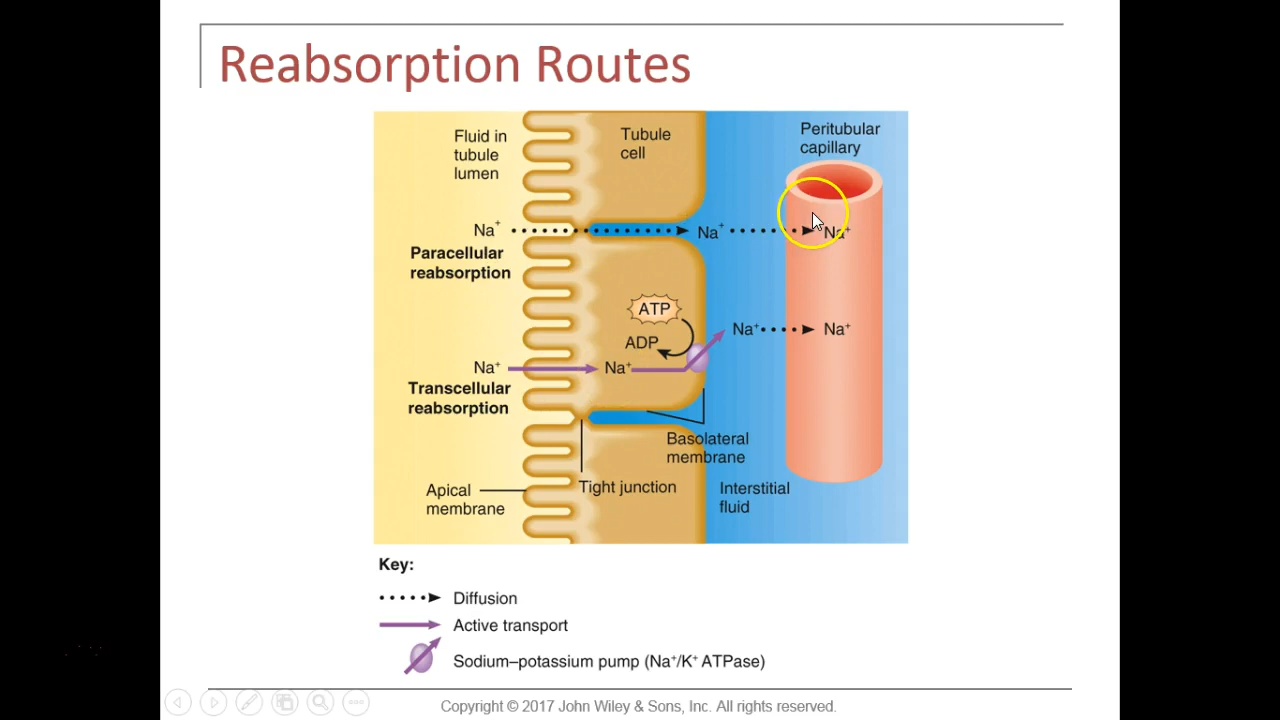 Reabsorption Routes
Fluid in
tubule
lumen
Tubule
cell
Peritubular
capillary
Na⁺
Na⁺
Na⁺
Paracellular
reabsorption
ATP
ADP
Na⁺
Na⁺
Na⁺
Na⁺
Transcellular
reabsorption
Basolateral
membrane
Apical
membrane
Tight junction
Interstitial
fluid
Key:
Diffusion
Active transport
Sodium–potassium pump (Na⁺/K⁺ ATPase)
Copyright © 2017 John Wiley & Sons, Inc. All rights reserved.